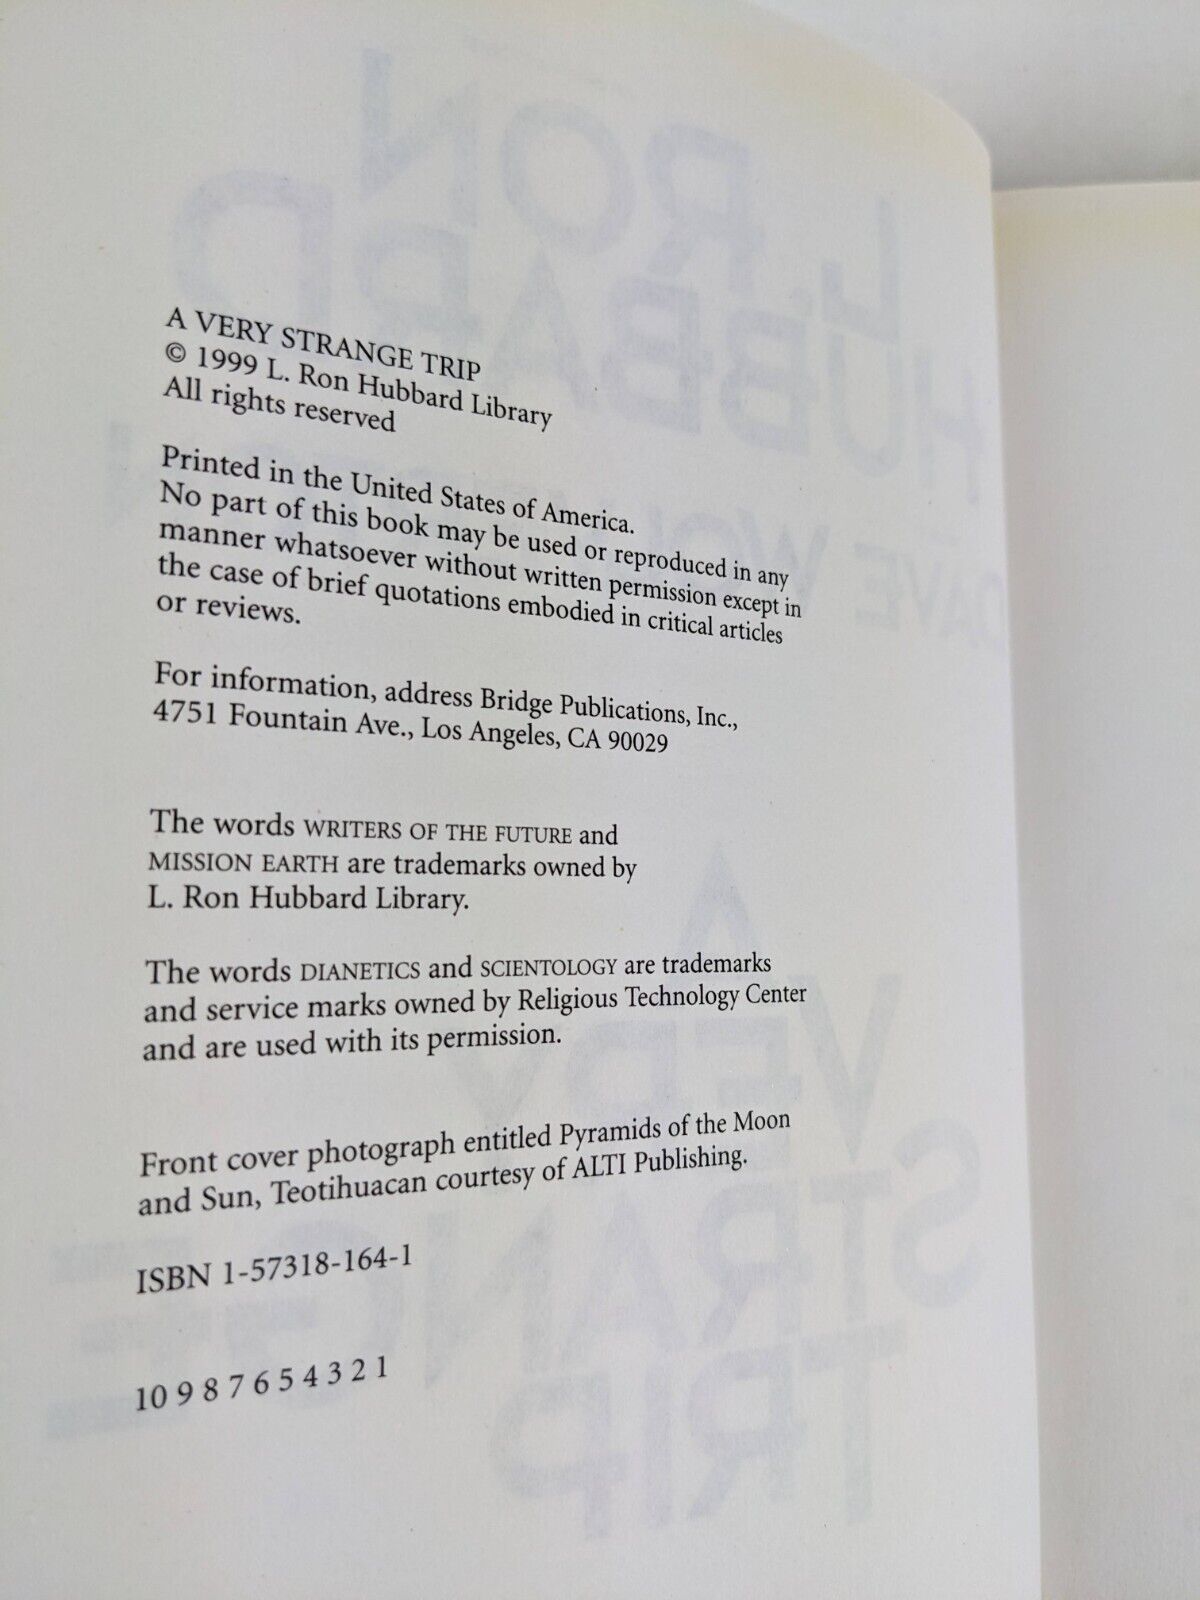 A VERY STRANGE TRIP
© 1999 L. Ron Hubbard Library
All rights reserved
Printed in the United States of America.
No part of this book may be used or reproduced in any
manner whatsoever without written permission except in
the case of brief quotations embodied in critical articles
or reviews.
For information, address Bridge Publications, Inc.,
4751 Fountain Ave., Los Angeles, CA 90029
The words WRITERS OF THE FUTURE and
MISSION EARTH are trademarks owned by
L. Ron Hubbard Library.
The words DIANETICS and SCIENTOLOGY are trademarks
and service marks owned by Religious Technology Center
and are used with its permission.
Front cover photograph entitled Pyramids of the Moon
and Sun, Teotihuacan courtesy of ALTI Publishing.
ISBN 1-57318-164-1
10 9 8 7 6 5 4 3 2 1